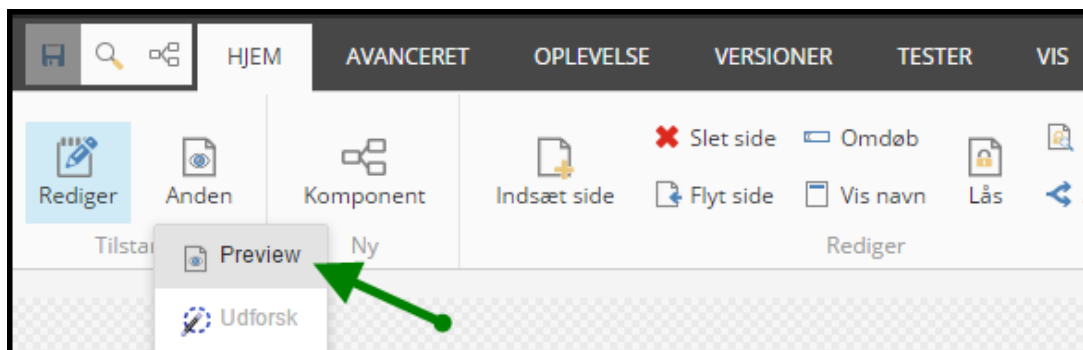 HJEM AVANCERET OPLEVELSE VERSIONER TESTER VIS
Slet side Omdøb
Rediger Anden Komponent Indsæt side Flyt side Vis navn Lås
Ny Rediger
Preview
Udforsk